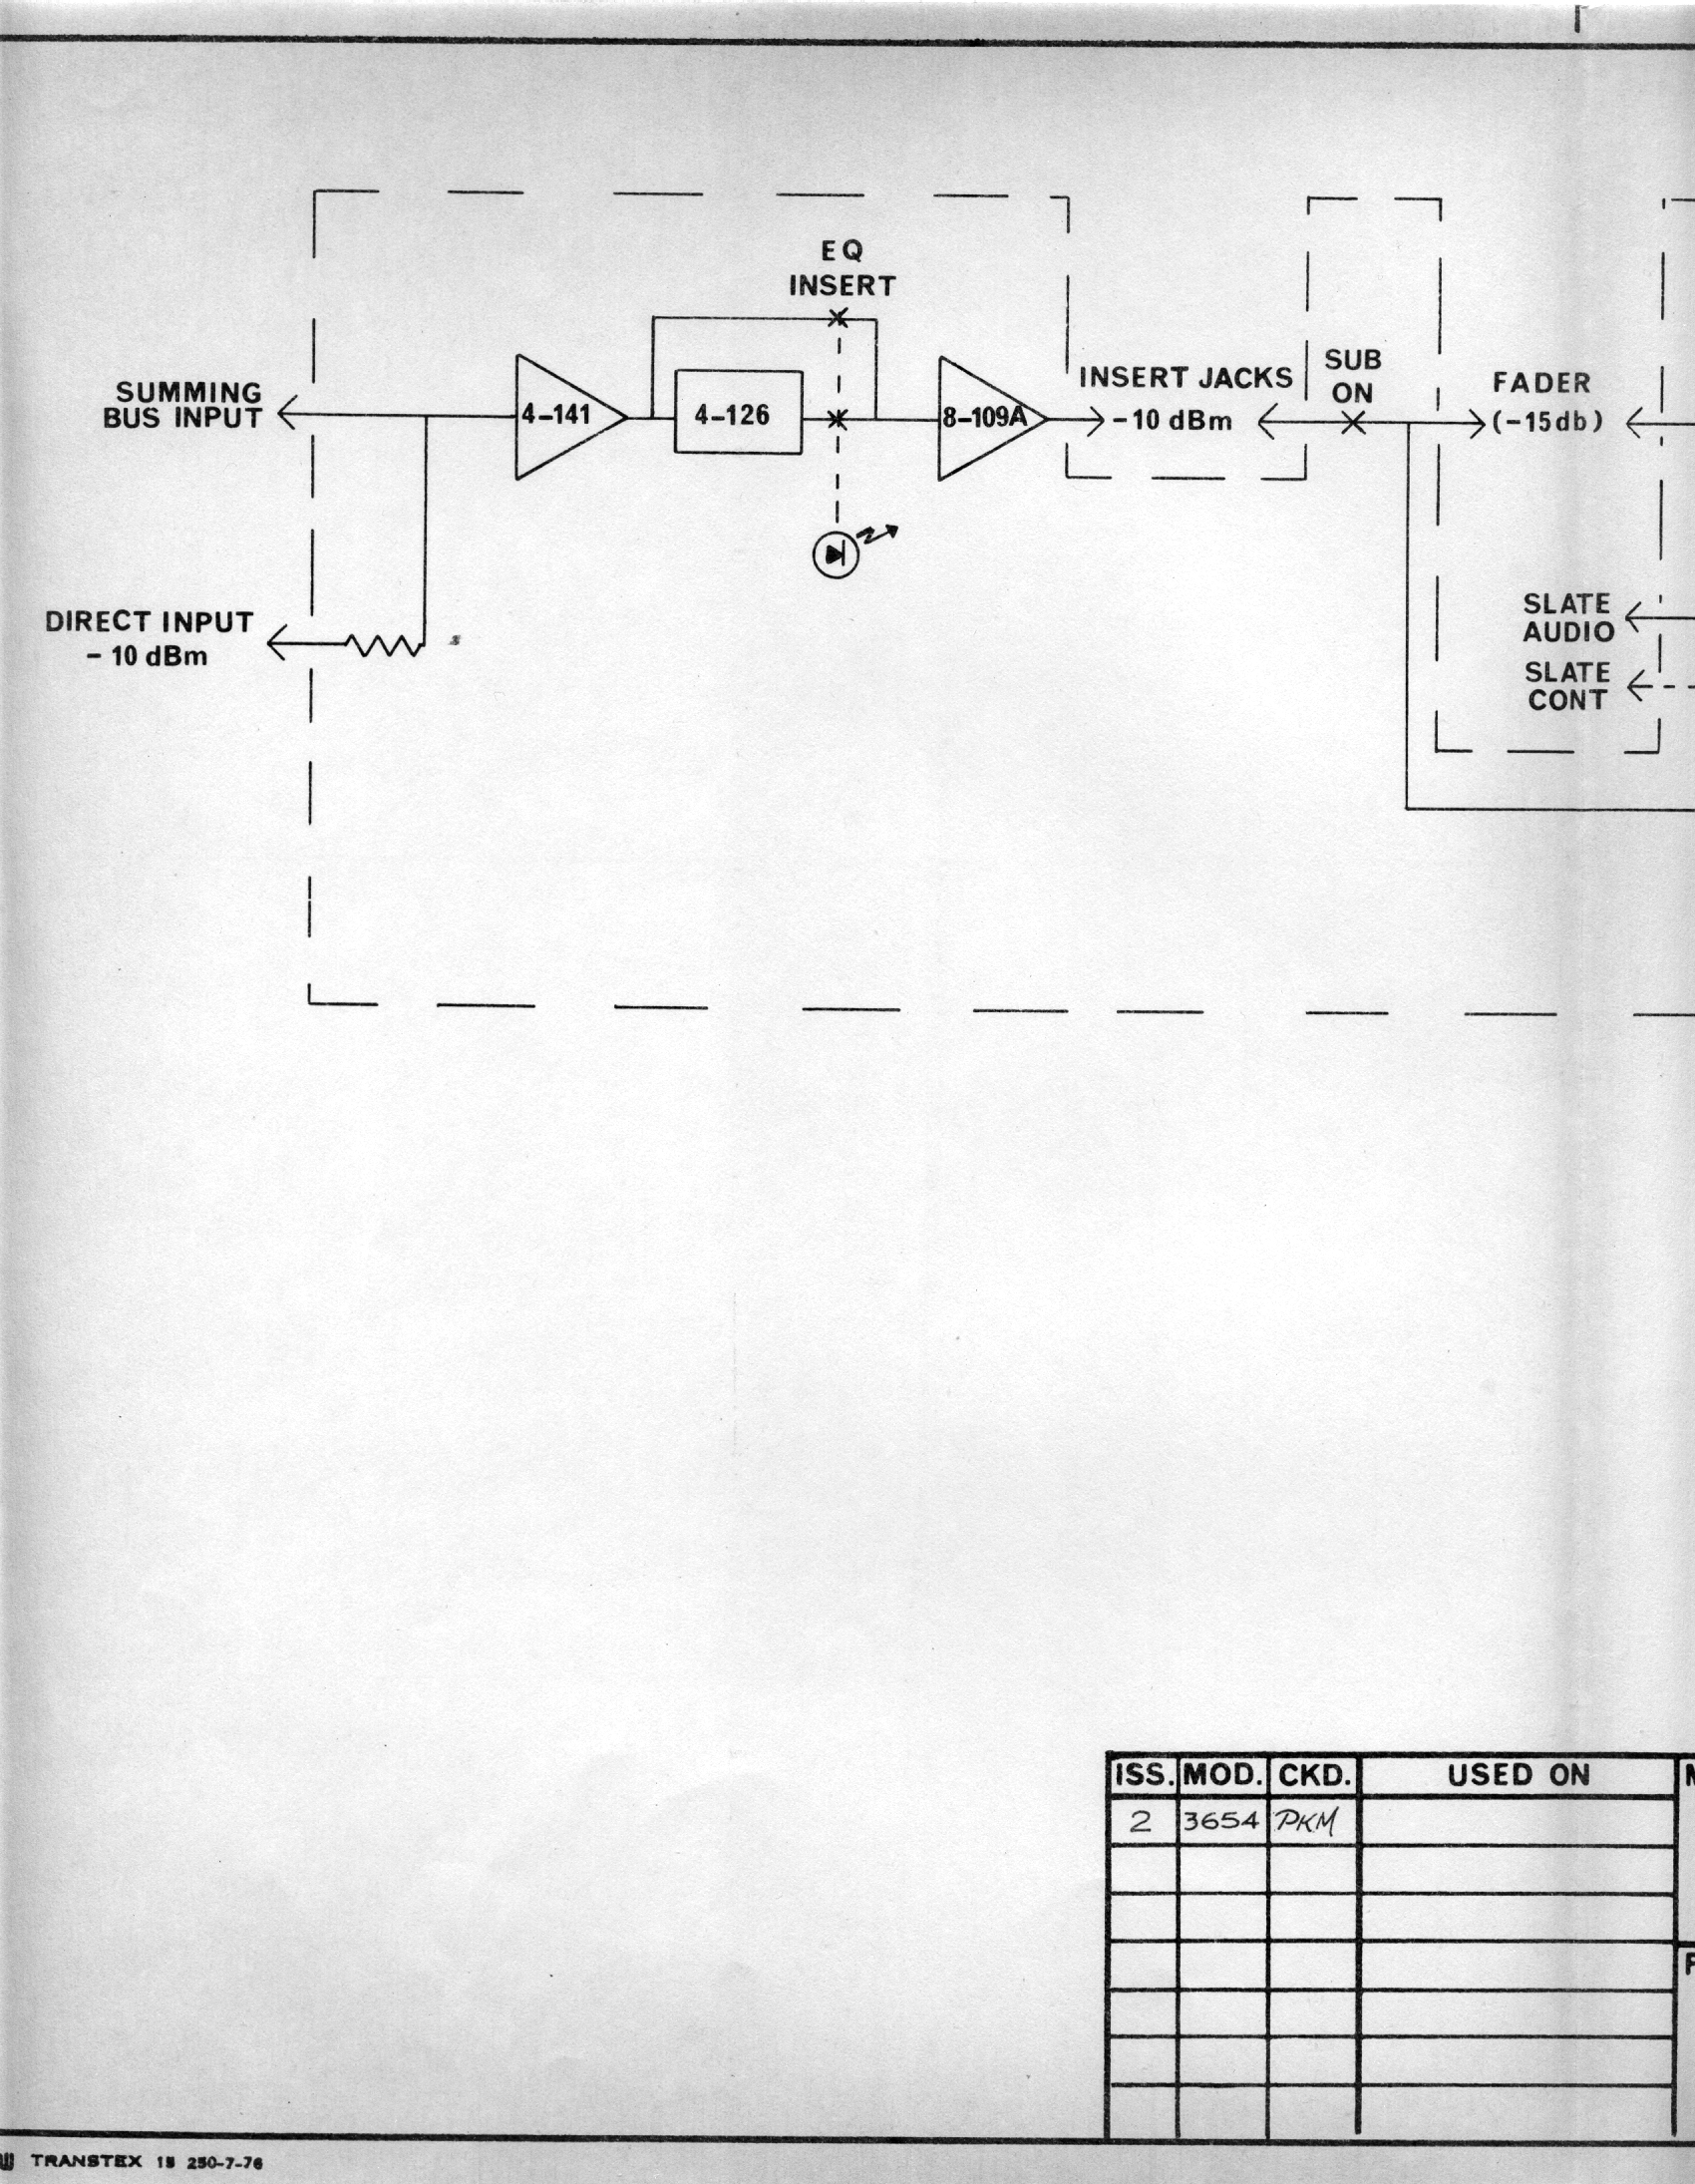 EQ
INSERT
SUMMING
BUS INPUT
4-141
4-126
8-109A
INSERT JACKS
-10 dBm
SUB
ON
FADER
(-15db)
DIRECT INPUT
- 10 dBm
SLATE
AUDIO
SLATE
CONT
ISS. MOD. CKD. USED ON
2 3654 PKM
TRANSTEX 250-7-76